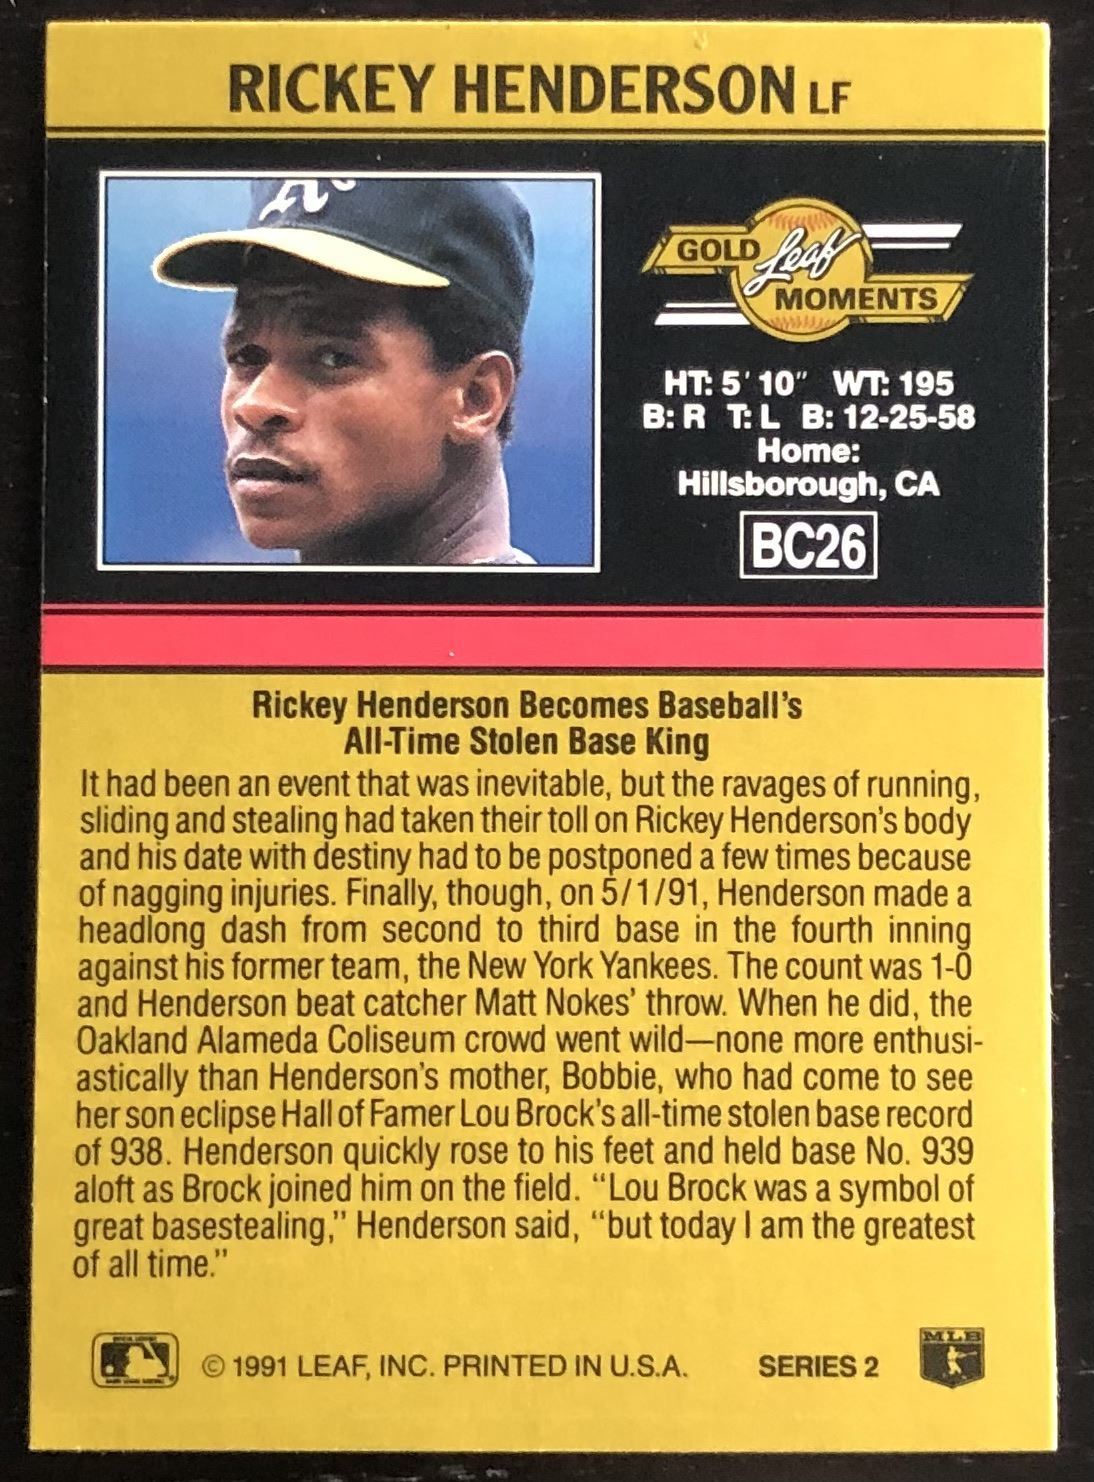 RICKEY HENDERSON LF
A's
GOLD Leaf MOMENTS
HT: 5' 10" WT: 195
B: R T: L B: 12-25-58
Home:
Hillsborough, CA
BC26
Rickey Henderson Becomes Baseball's
All-Time Stolen Base King
It had been an event that was inevitable, but the ravages of running,
sliding and stealing had taken their toll on Rickey Henderson's body
and his date with destiny had to be postponed a few times because
of nagging injuries. Finally, though, on 5/1/91, Henderson made a
headlong dash from second to third base in the fourth inning
against his former team, the New York Yankees. The count was 1-0
and Henderson beat catcher Matt Nokes' throw. When he did, the
Oakland Alameda Coliseum crowd went wild—none more enthusi-
astically than Henderson's mother, Bobbie, who had come to see
her son eclipse Hall of Famer Lou Brock's all-time stolen base record
of 938. Henderson quickly rose to his feet and held base No. 939
aloft as Brock joined him on the field. "Lou Brock was a symbol of
great basestealing," Henderson said, "but today I am the greatest
of all time."
© 1991 LEAF, INC. PRINTED IN U.S.A. SERIES 2 MLB